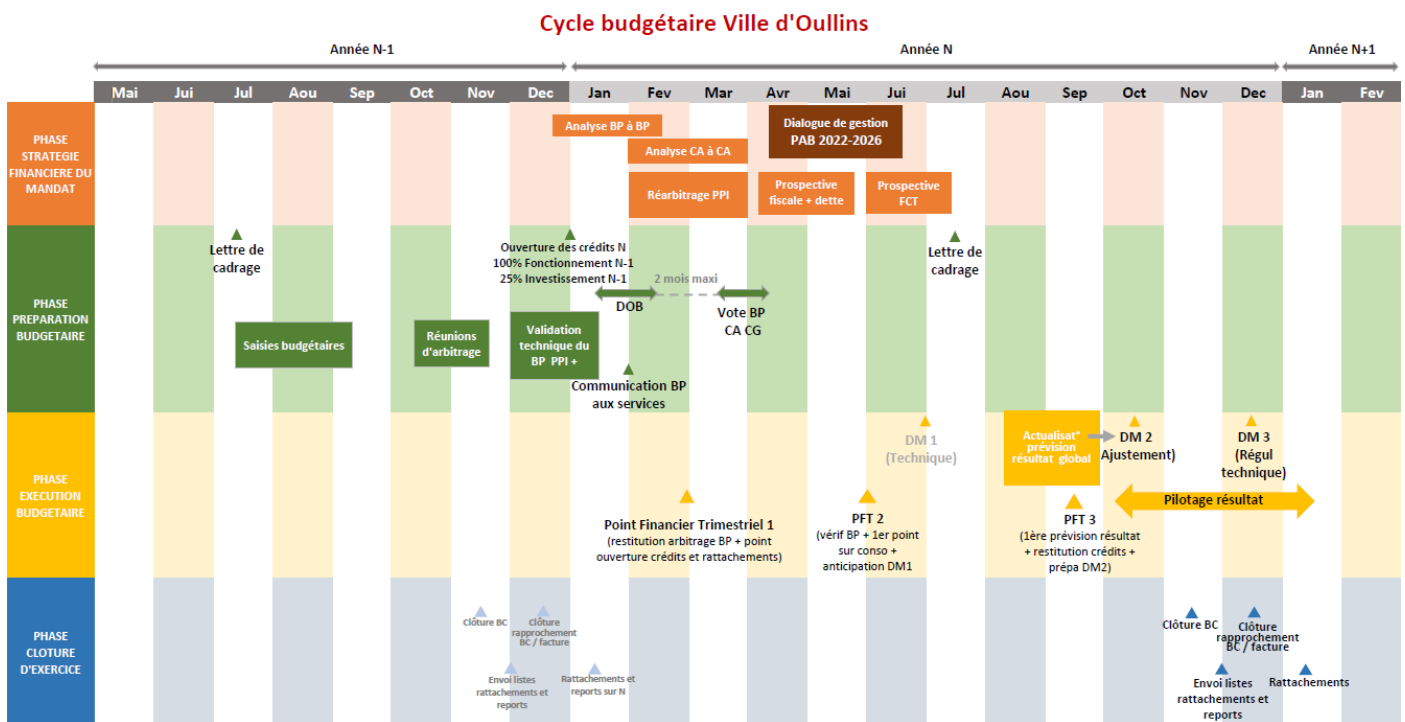 Cycle budgétaire Ville d'Oullins
Année N-1
Année N
Année N+1
Mai Jui Jul Aou Sep Oct Nov Dec Jan Fev Mar Avr Mai Jui Jul Aou Sep Oct Nov Dec Jan Fev
PHASE
STRATEGIE
FINANCIERE DU
MANDAT
Analyse BP à BP
Analyse CA à CA
Réarbitrage PPI
Dialogue de gestion
PAB 2022-2026
Prospective
fiscale + dette
Prospective
FCT
PHASE
PREPARATION
BUDGETAIRE
Lettre de
cadrage
Saisies budgétaires
Réunions
d'arbitrage
Ouverture des crédits N
100% Fonctionnement N-1
25% Investissement N-1
Validation
technique du
BP PPI +
DOB
2 mois maxi
Vote BP
CA CG
Communication BP
aux services
Lettre de
cadrage
PHASE
EXECUTION
BUDGETAIRE
DM 1
(Technique)
Actualisat°
prévision
résultat global
DM 2
Ajustement)
DM 3
(Régul
technique)
Pilotage résultat
Point Financier Trimestriel 1
(restitution arbitrage BP + point
ouverture crédits et rattachements)
PFT 2
(vérif BP + 1er point
sur conso +
anticipation DM1
PFT 3
(1ère prévision résultat
+ restitution crédits +
prépa DM2)
PHASE
CLOTURE
D'EXERCICE
Clôture BC
Clôture
rapprochement
BC / facture
Envoi listes
rattachements et
reports
Rattachements et
reports sur N
Clôture BC
Clôture
rapprochement
BC / facture
Envoi listes
rattachements et
reports
Rattachements